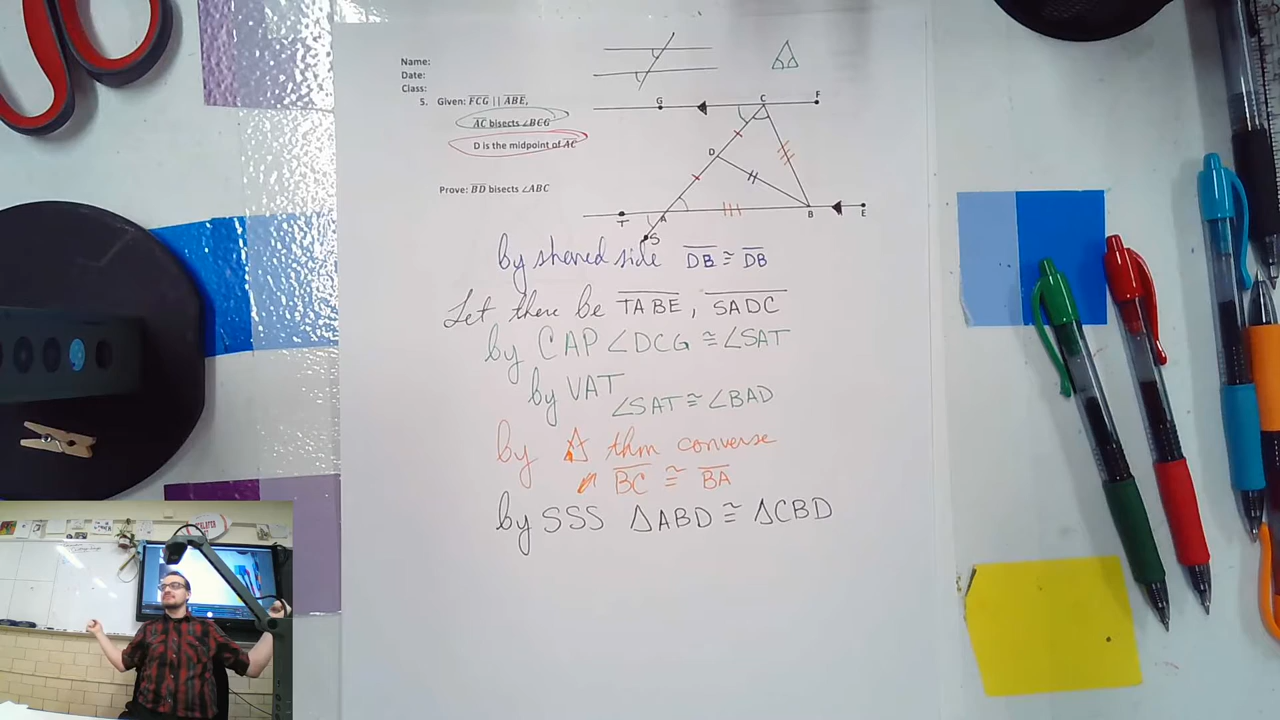 Name:
Date:
Class:
5. Given: FCG || ABE,
AC bisects ∠BCG
D is the midpoint of AC
Prove: BD bisects ∠ABC
G C F
D
T A B E
S
by shared side DB ≅ DB
Let there be TABE, SADC
by CAP ∠DCG ≅ ∠SAT
by VAT
∠SAT ≅ ∠BAD
by thm converse
BC ≅ BA
by SSS ΔABD ≅ ΔCBD